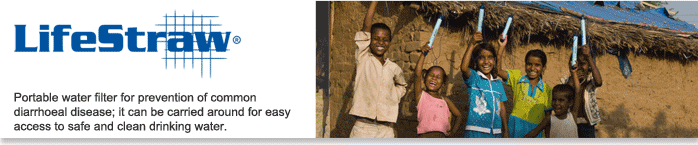 LifeStraw®
Portable water filter for prevention of common
diarrhoeal disease; it can be carried around for easy
access to safe and clean drinking water.